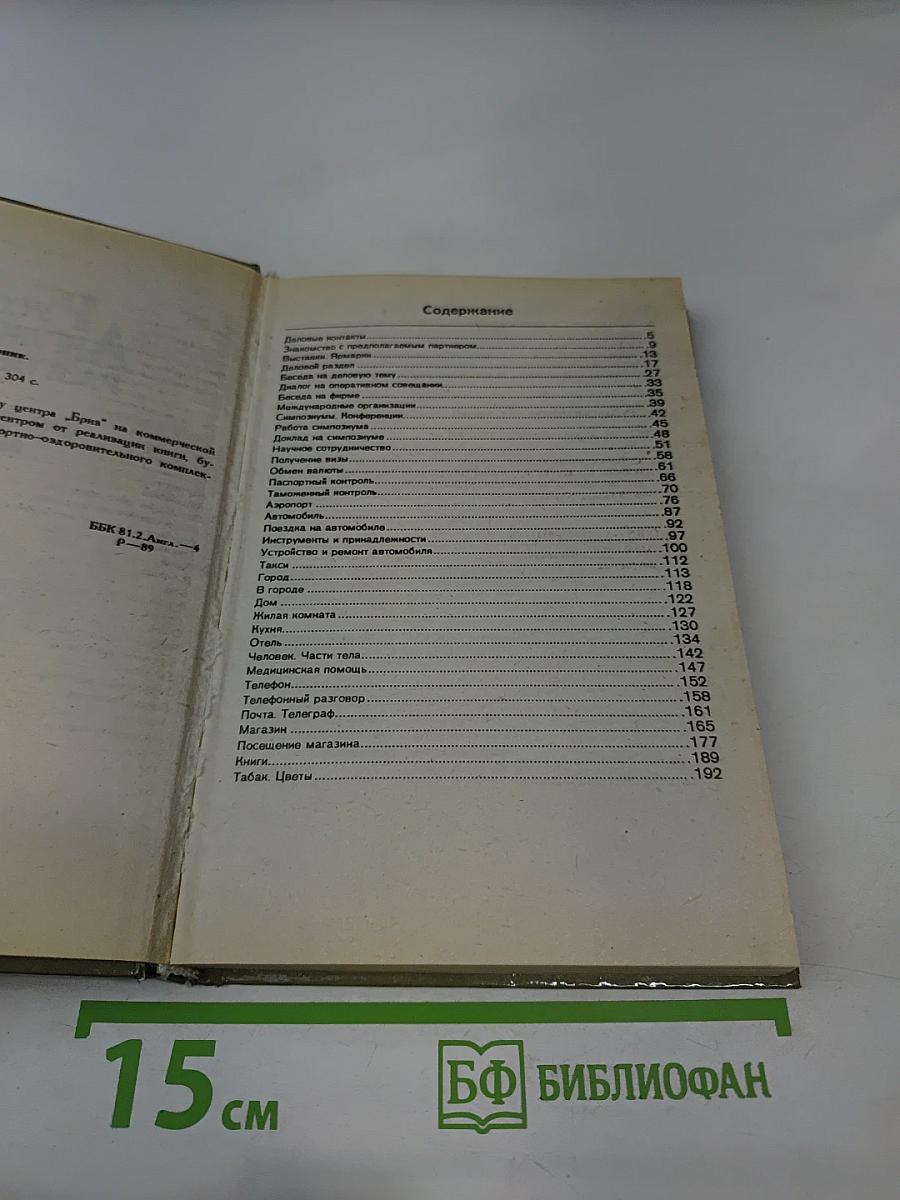 304 с.
у центра „Бриз“ на коммерческой
ентром от реализации книги, бу-
ортно—оздоровительного комплек-
ББК 81.2.Англ.—4
Р—89
Содержание
Деловые контакты 5
Знакомство с предполагаемым партнером 9
Выставки. Ярмарки 13
Деловой раздел 17
Беседа на деловую тему 27
Диалог на оперативном совещании 33
Беседа на фирме 35
Международные организации 39
Симпозиумы. Конференции 42
Работа симпозиума 45
Доклад на симпозиуме 48
Научное сотрудничество 51
Получение визы 58
Обмен валюты 61
Паспортный контроль 66
Таможенный контроль 70
Аэропорт 76
Автомобиль 87
Поездка на автомобиле 92
Инструменты и принадлежности 97
Устройство и ремонт автомобиля 100
Такси 112
Город 113
В городе 118
Дом 122
Жилая комната 127
Кухня 130
Отель 134
Человек. Части тела 142
Медицинская помощь 147
Телефон 152
Телефонный разговор 158
Почта. Телеграф 161
Магазин 165
Посещение магазина 177
Книги 189
Табак. Цветы 192
15 см
БФ БИБЛИОФАН